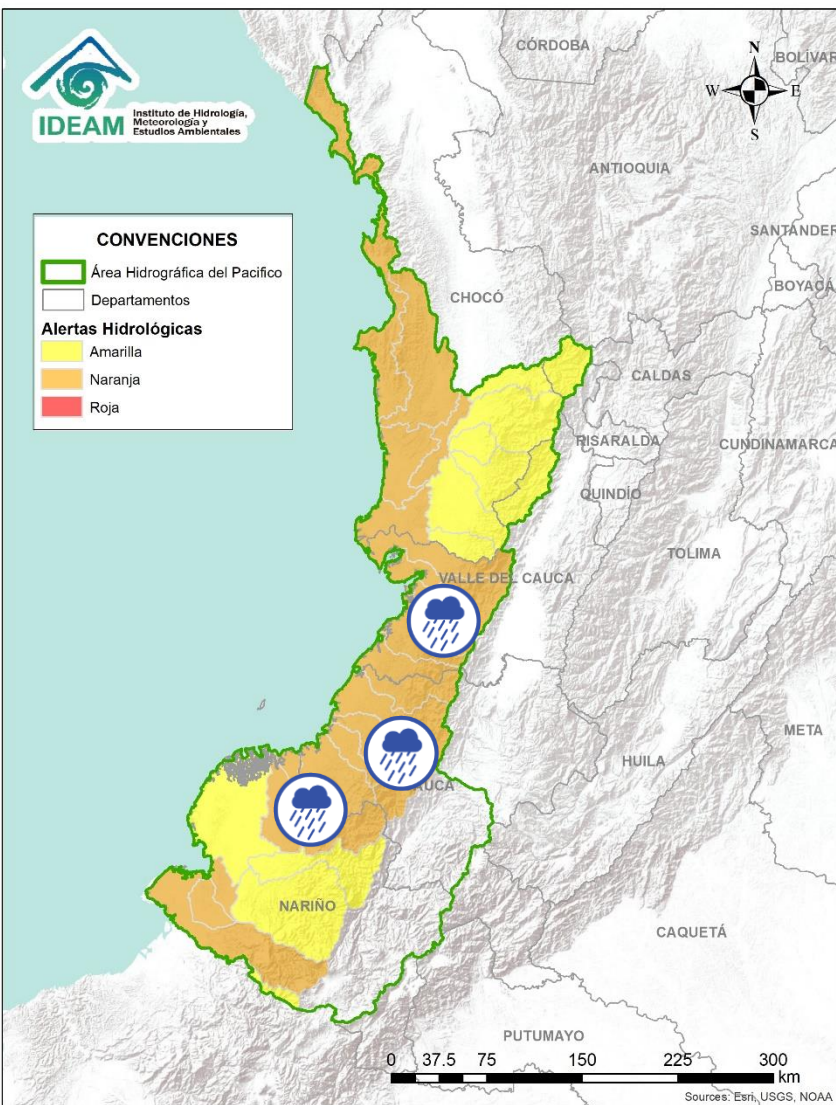 IDEAM
Instituto de Hidrología,
Meteorología y
Estudios Ambientales
N
W
E
S
CÓRDOBA
BOLÍVAR
ANTIOQUIA
SANTANDER
BOYACÁ
CHOCÓ
CALDAS
RISARALDA
CUNDINAMARCA
QUINDÍO
TOLIMA
VALLE DEL CAUCA
META
HUILA
AUCA
NARIÑO
CAQUETÁ
PUTUMAYO
CONVENCIONES
Área Hidrográfica del Pacifico
Departamentos
Alertas Hidrológicas
Amarilla
Naranja
Roja
0 37.5 75 150 225 300
km
Sources: Esri, USGS, NOAA